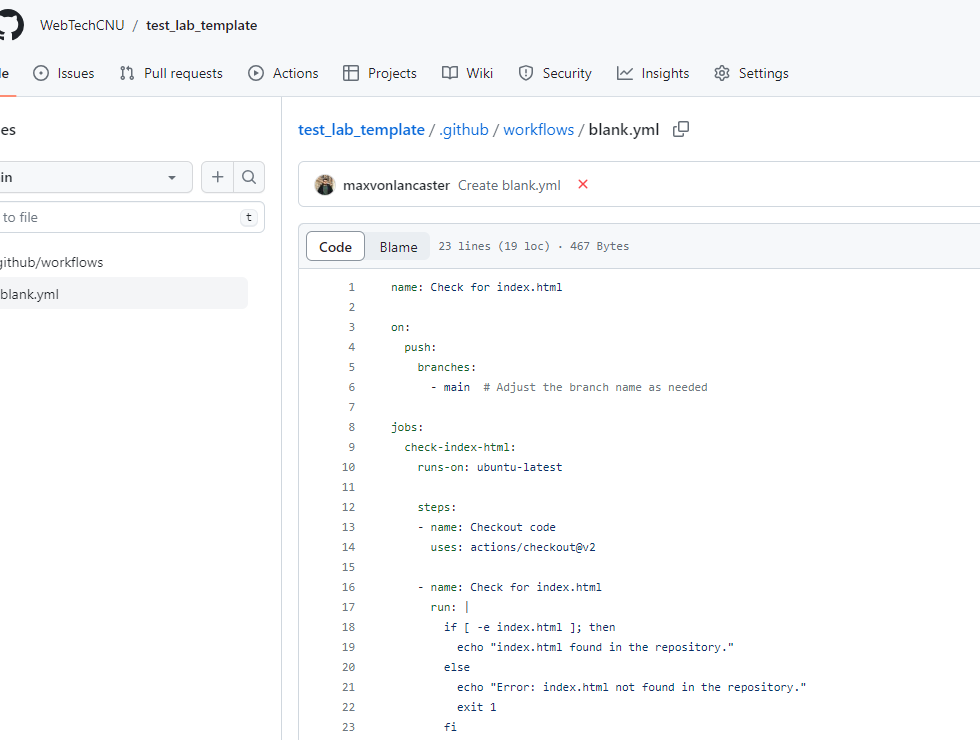 WebTechCNU / test_lab_template
Issues Pull requests Actions Projects Wiki Security Insights Settings
test_lab_template / .github / workflows / blank.yml
maxvonlancaster Create blank.yml
to file t
github/workflows
blank.yml
Code Blame 23 lines (19 loc) · 467 Bytes
1 name: Check for index.html
2
3 on:
4 push:
5 branches:
6 - main # Adjust the branch name as needed
7
8 jobs:
9 check-index-html:
10 runs-on: ubuntu-latest
11
12 steps:
13 - name: Checkout code
14 uses: actions/checkout@v2
15
16 - name: Check for index.html
17 run: |
18 if [ -e index.html ]; then
19 echo "index.html found in the repository."
20 else
21 echo "Error: index.html not found in the repository."
22 exit 1
23 fi